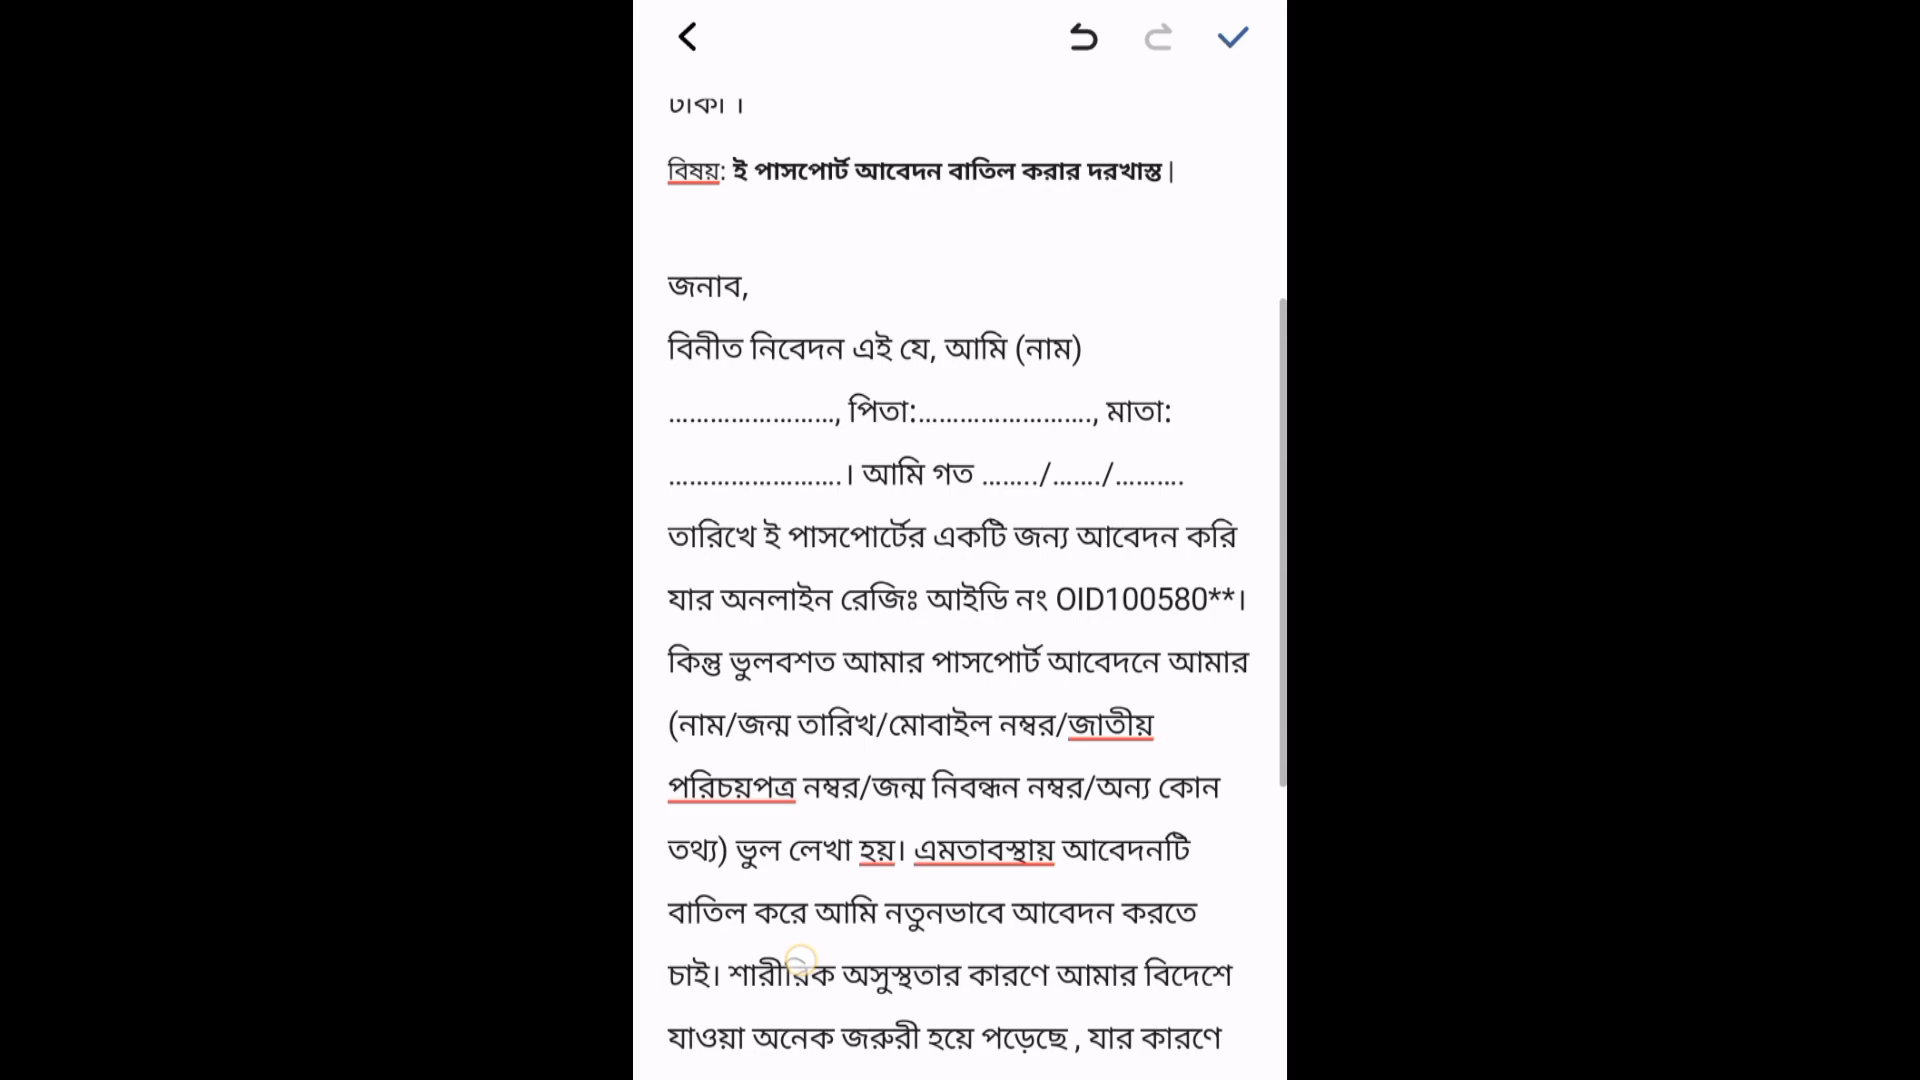 ঢাকা ।
বিষয়: ই পাসপোর্ট আবেদন বাতিল করার দরখাস্ত |
জনাব,
বিনীত নিবেদন এই যে, আমি (নাম)
........................, পিতা:........................., মাতা:
.........................। আমি গত ......../......./..........
তারিখে ই পাসপোর্টের একটি জন্য আবেদন করি
যার অনলাইন রেজিঃ আইডি নং OID100580**।
কিন্তু ভুলবশত আমার পাসপোর্ট আবেদনে আমার
(নাম/জন্ম তারিখ/মোবাইল নম্বর/জাতীয়
পরিচয়পত্র নম্বর/জন্ম নিবন্ধন নম্বর/অন্য কোন
তথ্য) ভুল লেখা হয়। এমতাবস্থায় আবেদনটি
বাতিল করে আমি নতুনভাবে আবেদন করতে
চাই। শারীরিক অসুস্থতার কারণে আমার বিদেশে
যাওয়া অনেক জরুরী হয়ে পড়েছে , যার কারণে